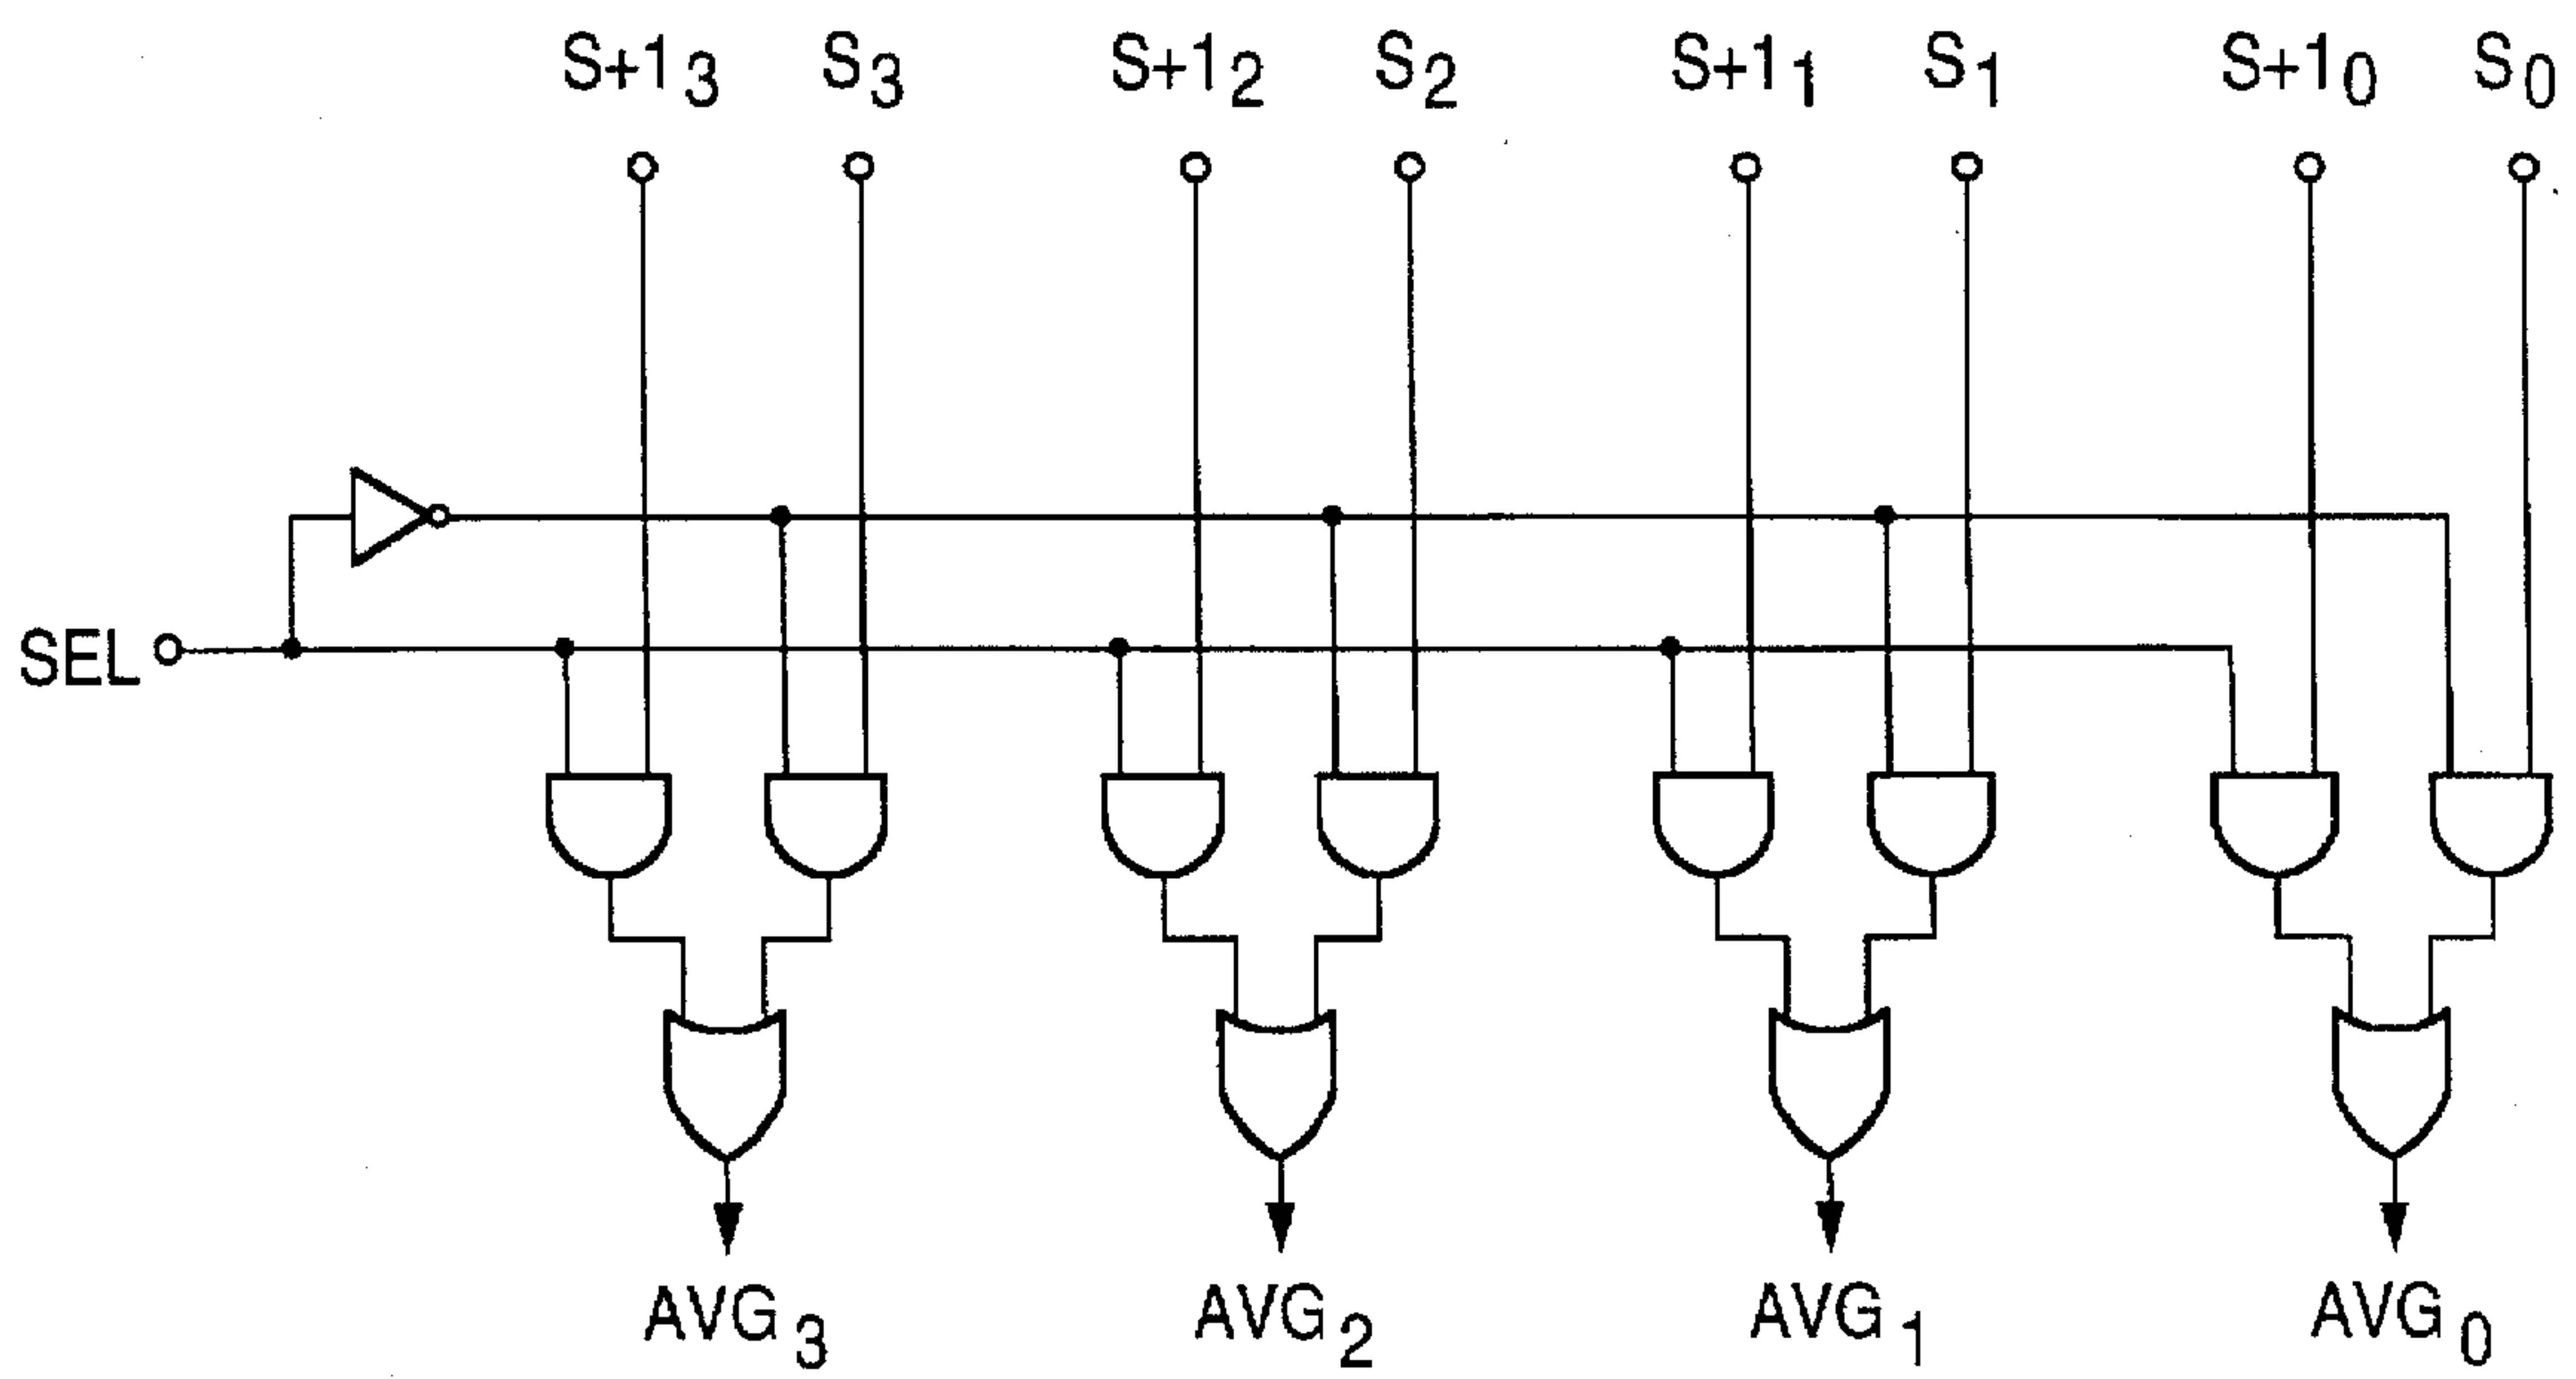 S+1₃ S₃ S+1₂ S₂ S+1₁ S₁ S+1₀ S₀
SEL
AVG₃ AVG₂ AVG₁ AVG₀